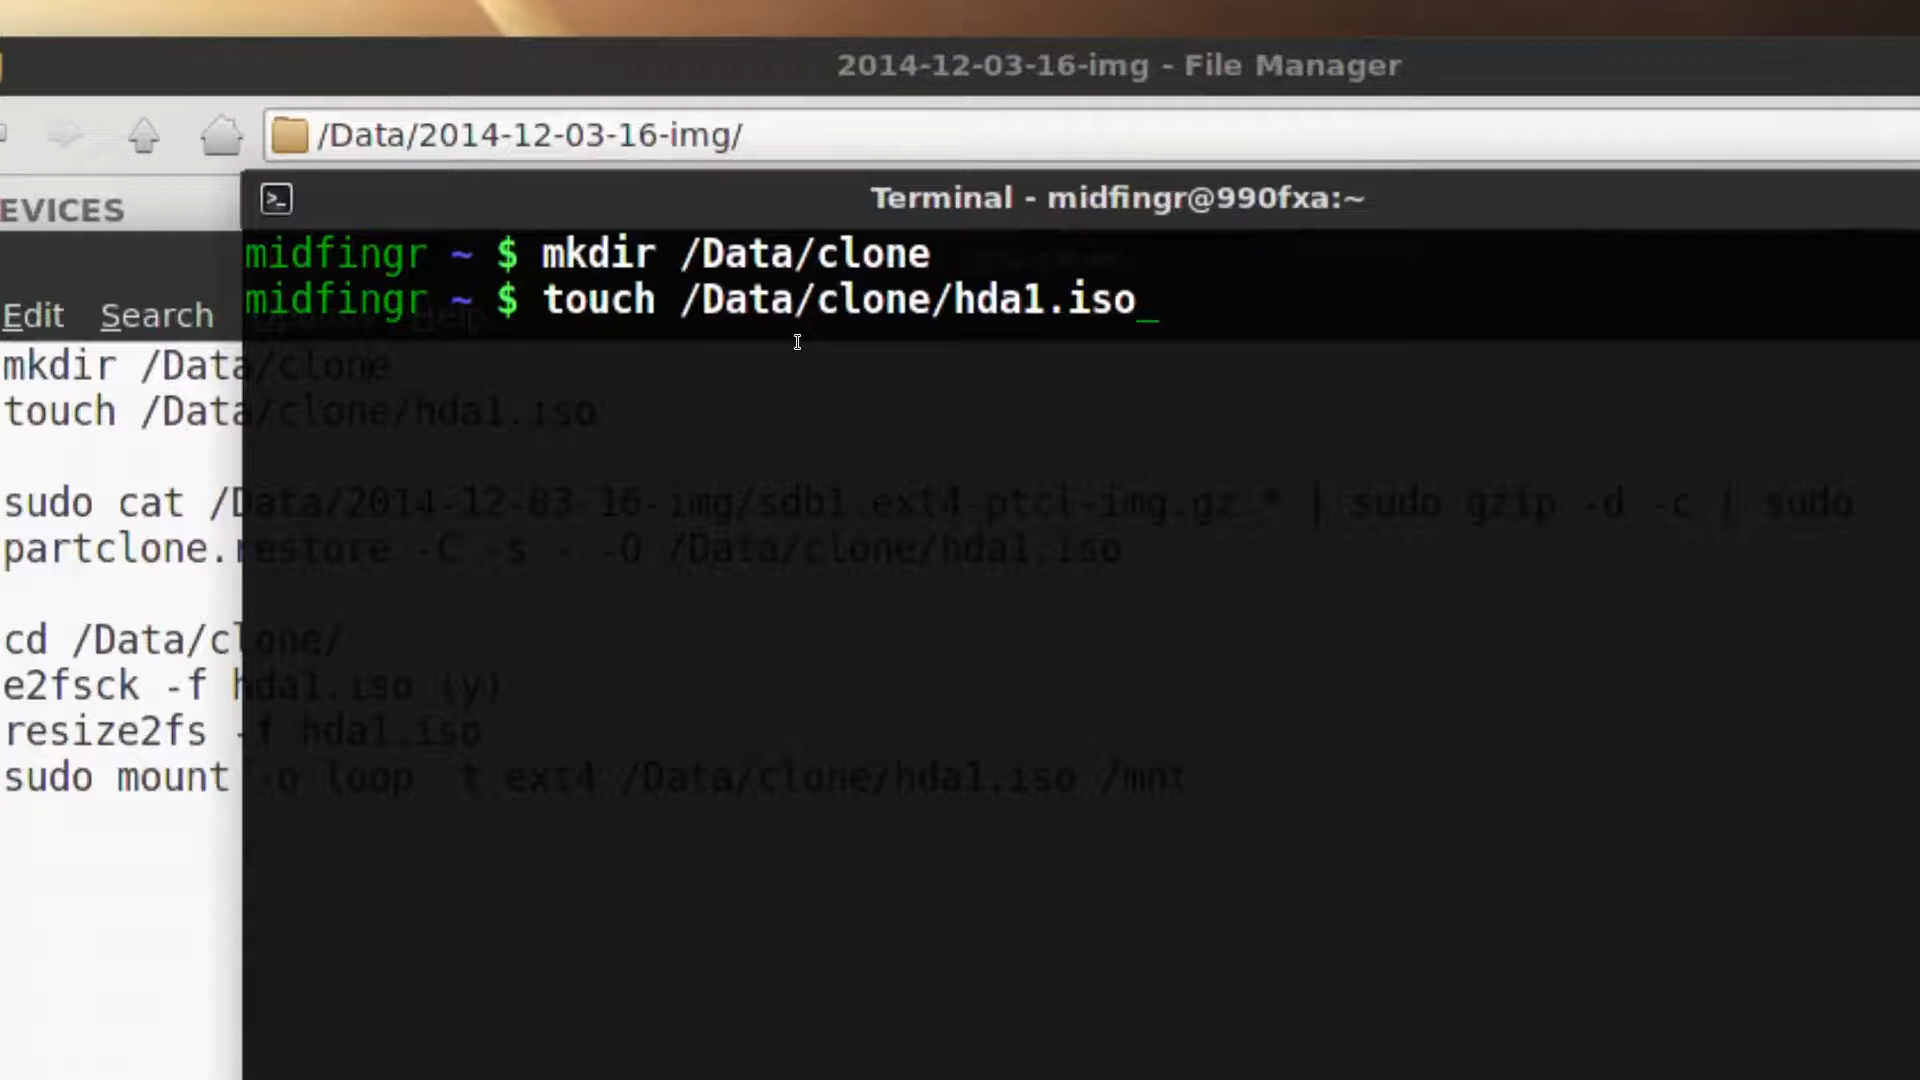 2014-12-03-16-img - File Manager
/Data/2014-12-03-16-img/
EVICES
Terminal - midfingr@990fxa:~
midfingr ~ $ mkdir /Data/clone
midfingr ~ $ touch /Data/clone/hda1.iso_
Edit Search Help
mkdir /Data/clone
touch /Data/clone/hda1.iso
sudo cat /Data/2014-12-03-16-img/sdb1.ext4-ptcl-img.gz.* | sudo gzip -d -c | sudo
partclone.restore -C -s - -O /Data/clone/hda1.iso
cd /Data/clone/
e2fsck -f hda1.iso (y)
resize2fs -f hda1.iso
sudo mount -o loop -t ext4 /Data/clone/hda1.iso /mnt